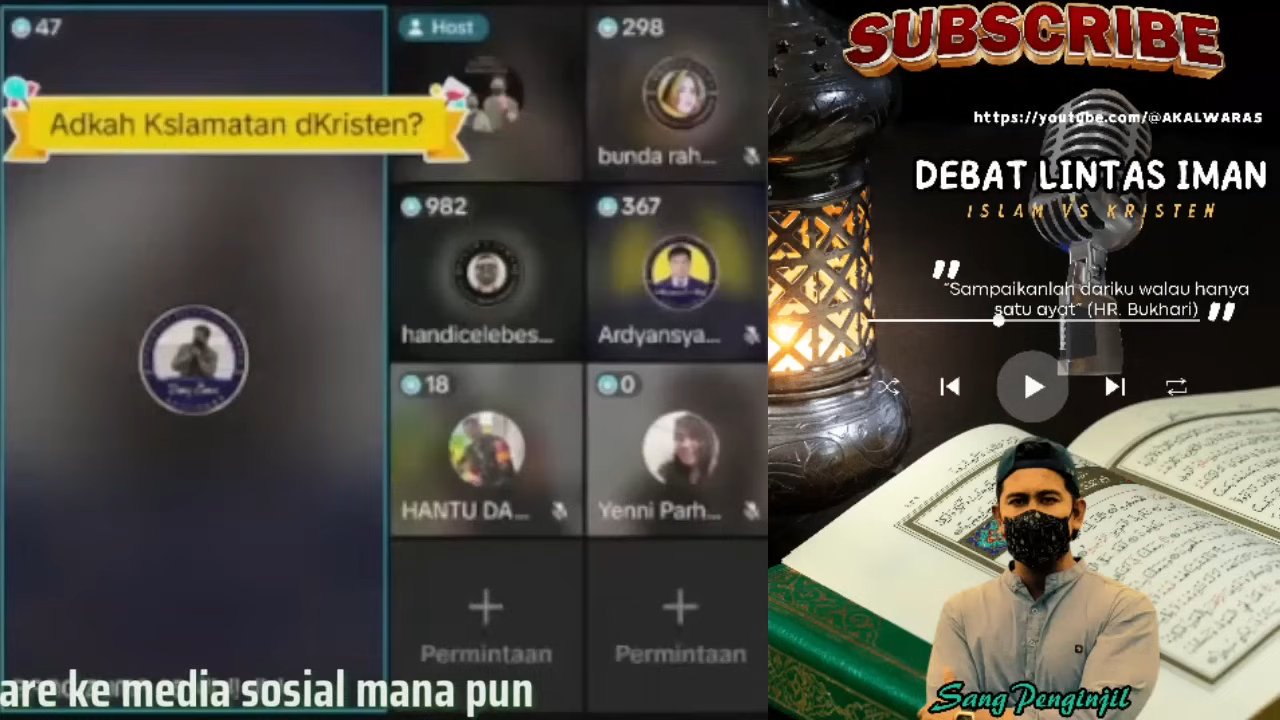 47
Host
298
Adkah Kslamatan dKristen?
bunda rah...
982
367
handicelebes...
Ardyansya...
18
0
HANTU DA...
Yenni Parh...
+
+
Permintaan
Permintaan
are ke media sosial mana pun
SUBSCRIBE
https://youtube.com/@AKALWARAS
DEBAT LINTAS IMAN
ISLAM VS KRISTEN
"Sampaikanlah dariku walau hanya
satu ayat" (HR. Bukhari)
Sang Penginjil